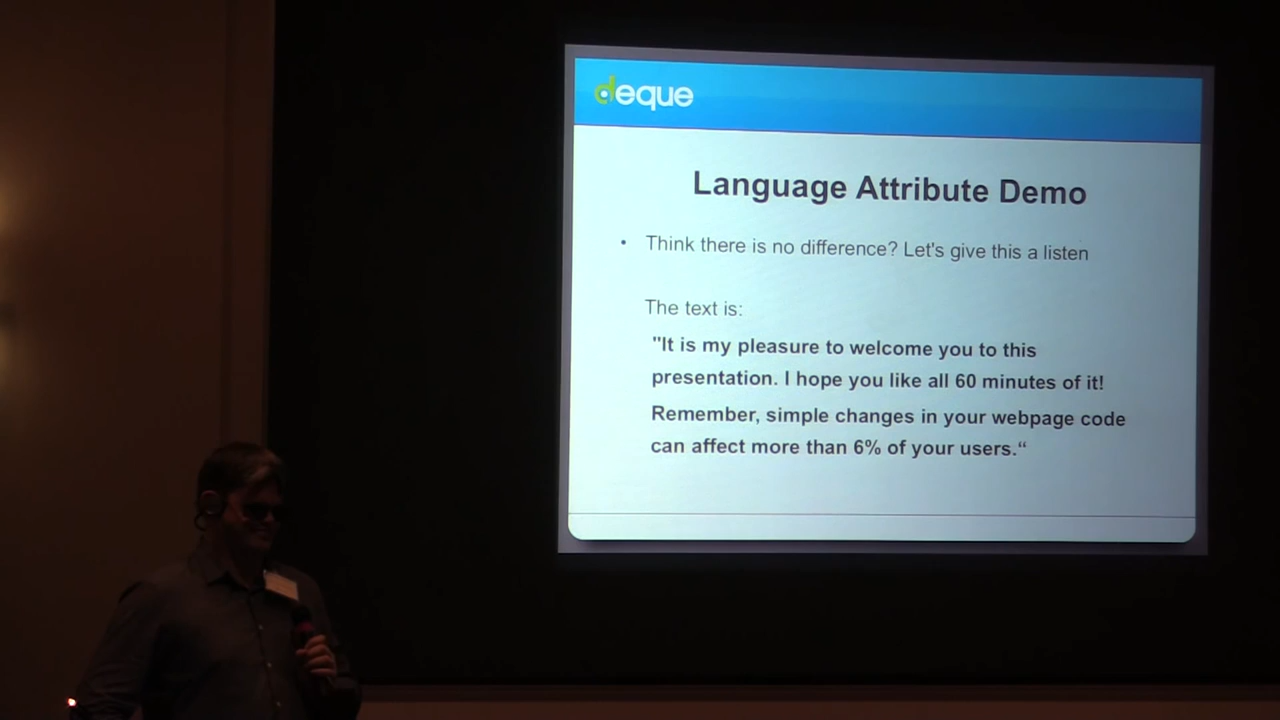 deque
Language Attribute Demo
• Think there is no difference? Let's give this a listen
The text is:
"It is my pleasure to welcome you to this
presentation. I hope you like all 60 minutes of it!
Remember, simple changes in your webpage code
can affect more than 6% of your users.“